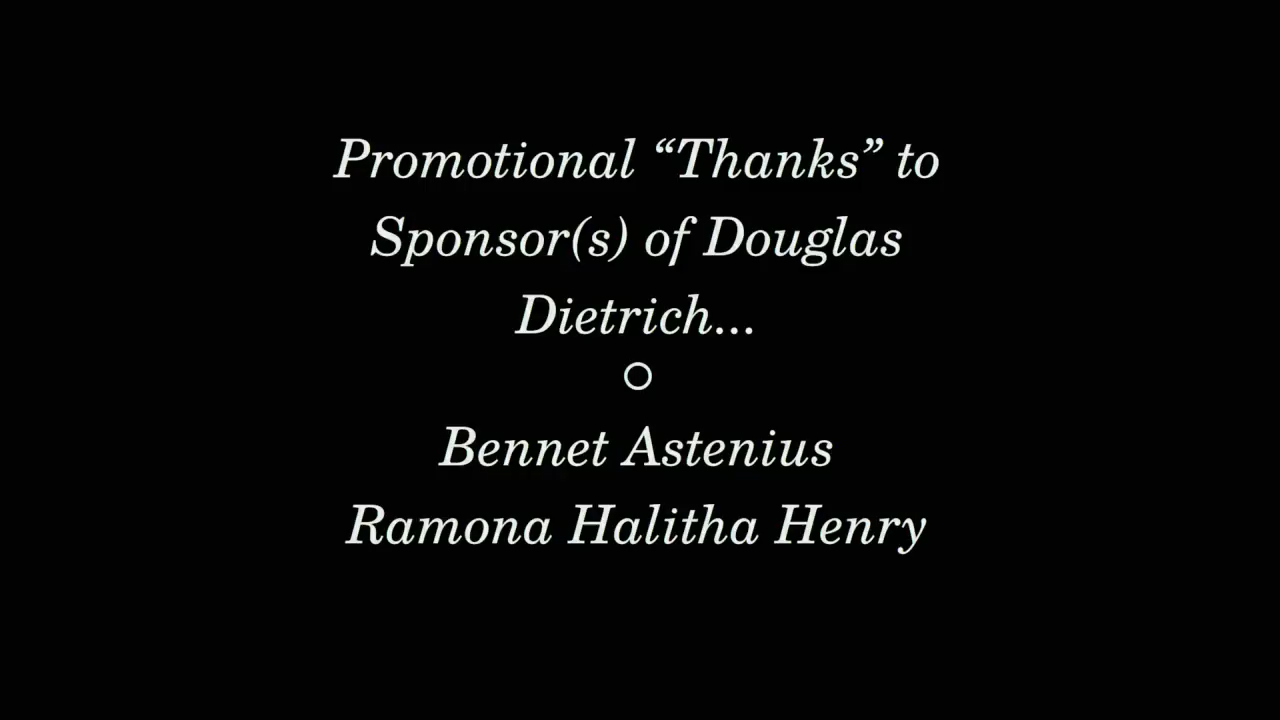 Promotional “Thanks” to
Sponsor(s) of Douglas
Dietrich...
Bennet Astenius
Ramona Halitha Henry